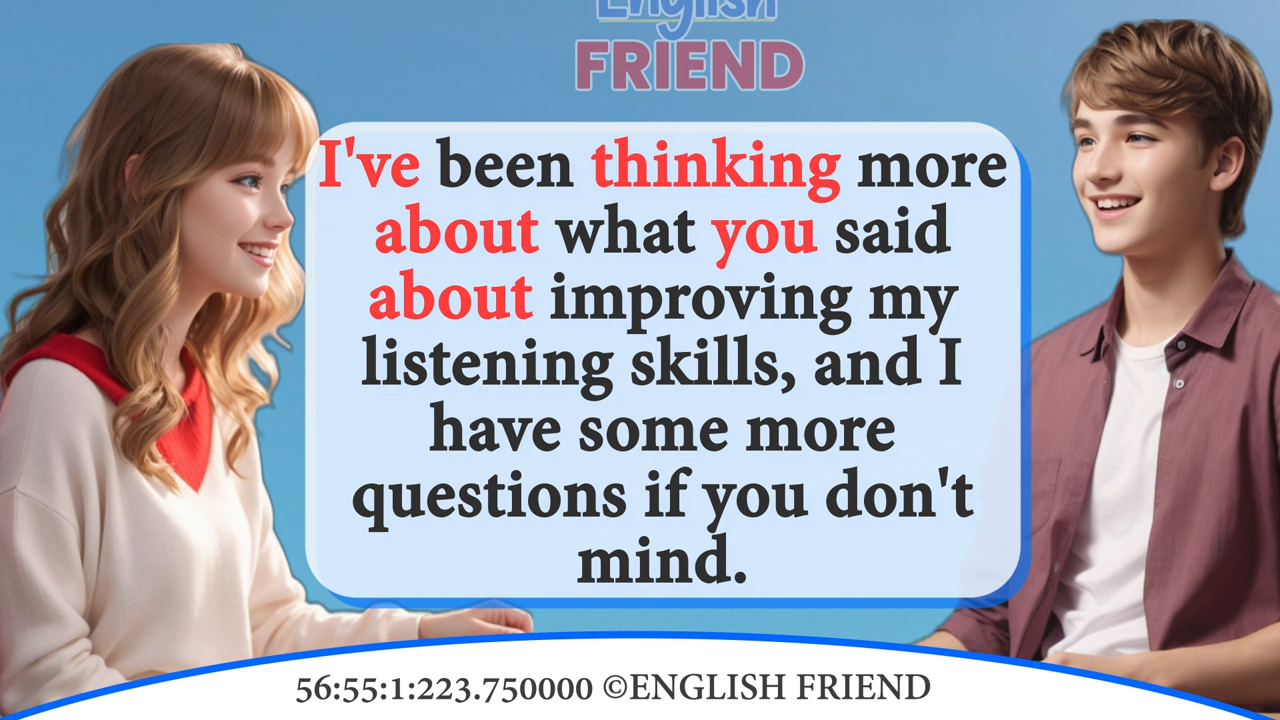 English
FRIEND
I've been thinking more
about what you said
about improving my
listening skills, and I
have some more
questions if you don't
mind.
56:55:1:223.750000 ©ENGLISH FRIEND